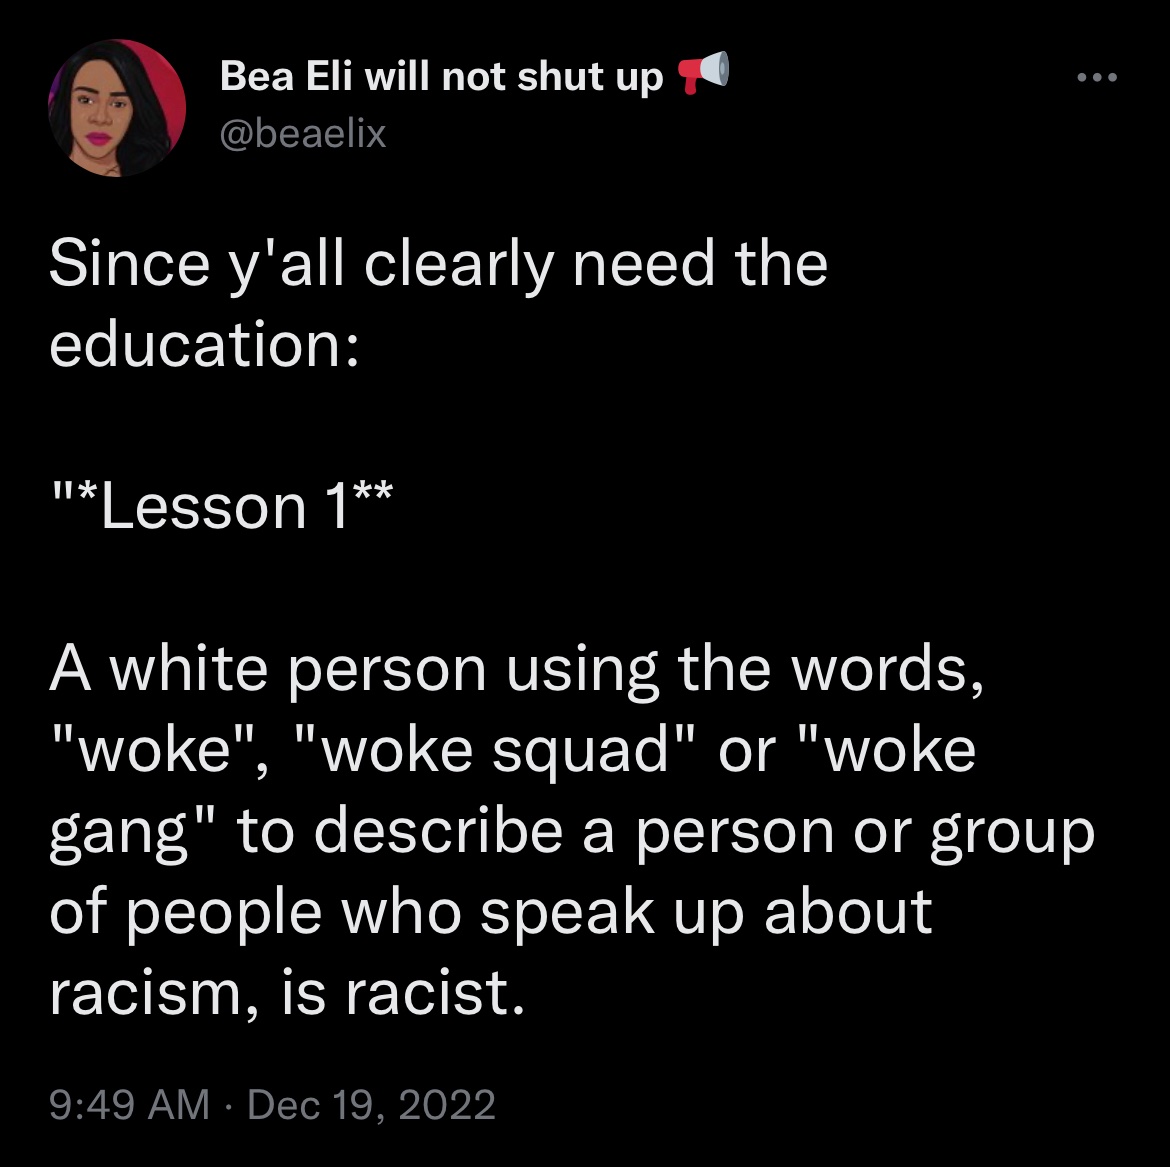 Bea Eli will not shut up 📢
@beaelix
Since y'all clearly need the
education:
"*Lesson 1**
A white person using the words,
"woke", "woke squad" or "woke
gang" to describe a person or group
of people who speak up about
racism, is racist.
9:49 AM · Dec 19, 2022